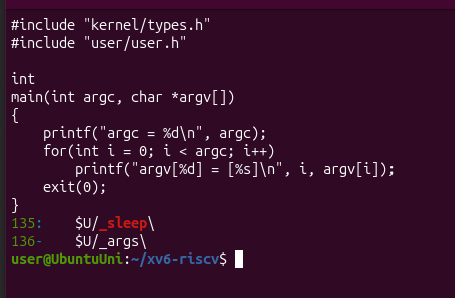 #include "kernel/types.h"
#include "user/user.h"

int
main(int argc, char *argv[])
{
    printf("argc = %d\n", argc);
    for(int i = 0; i < argc; i++)
        printf("argv[%d] = [%s]\n", i, argv[i]);
    exit(0);
}
135:    $U/_sleep\
136-    $U/_args\
user@UbuntuUni:~/xv6-riscv$